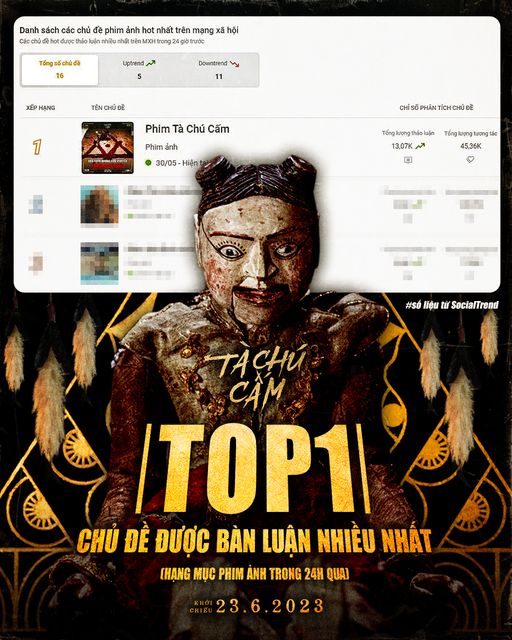 Danh sách các chủ đề phim ảnh hot nhất trên mạng xã hội
Các chủ đề hot được thảo luận nhiều nhất trên MXH trong 24 giờ trước
Tổng số chủ đề
16
Uptrend
5
Downtrend
11
XẾP HẠNG
TÊN CHỦ ĐỀ
CHỈ SỐ PHÂN TÍCH CHỦ ĐỀ
1
Phim Tà Chú Cấm
Phim ảnh
30/05 - Hiện tại
Tổng lượng thảo luận
13,07K
Tổng lượng tương tác
45,36K
#số liệu từ SocialTrend
TÀ CHÚ
CẤM
TOP1
CHỦ ĐỀ ĐƯỢC BÀN LUẬN NHIỀU NHẤT
(HẠNG MỤC PHIM ẢNH TRONG 24H QUA)
KHỞI CHIẾU 23.6.2023